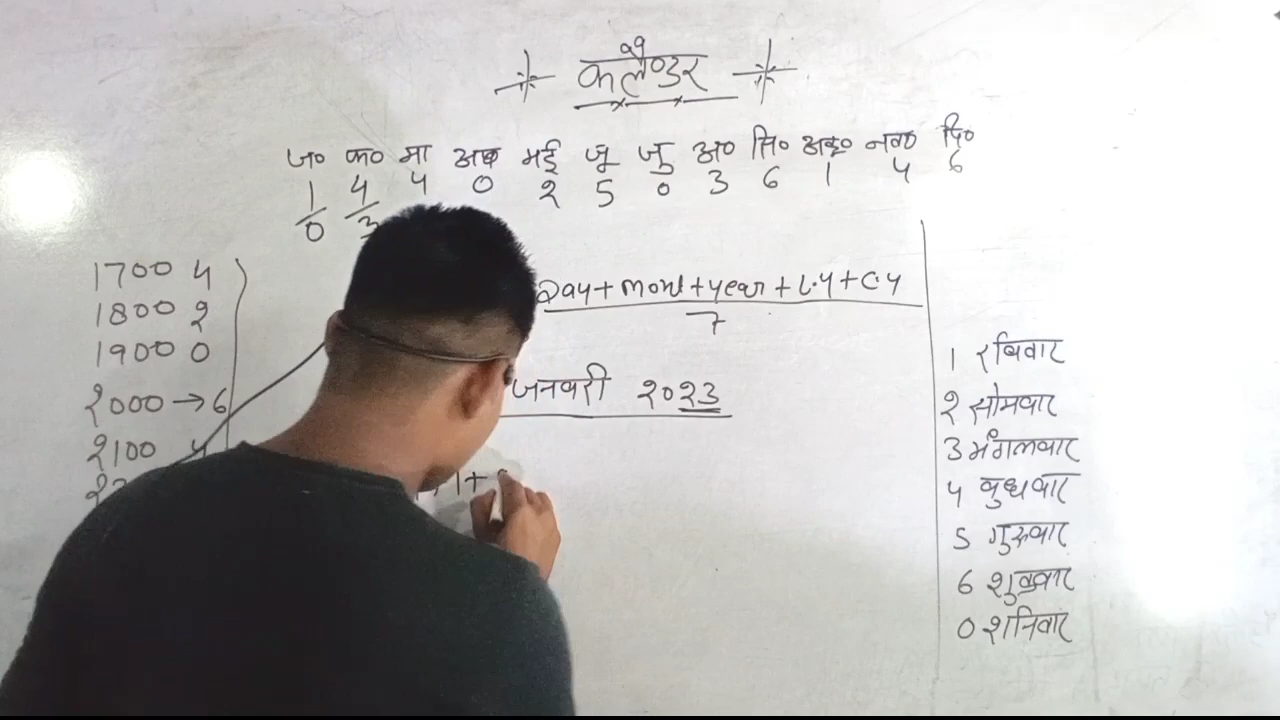 कलैण्डर
ज० फ० मा अप्र मई जू जु अ० सि० अक्टू० नव० दि०
1 4 4 0 2 5 0 3 6 1 4 6
0 3
1700 4
1800 2
1900 0
2000 → 6
2100 4
Day + Mont + year + L.y + C.y
7
जनवरी 2023
1 +
1 रविवार
2 सोमवार
3 मंगलवार
4 बुधवार
5 गुरुवार
6 शुक्रवार
0 शनिवार